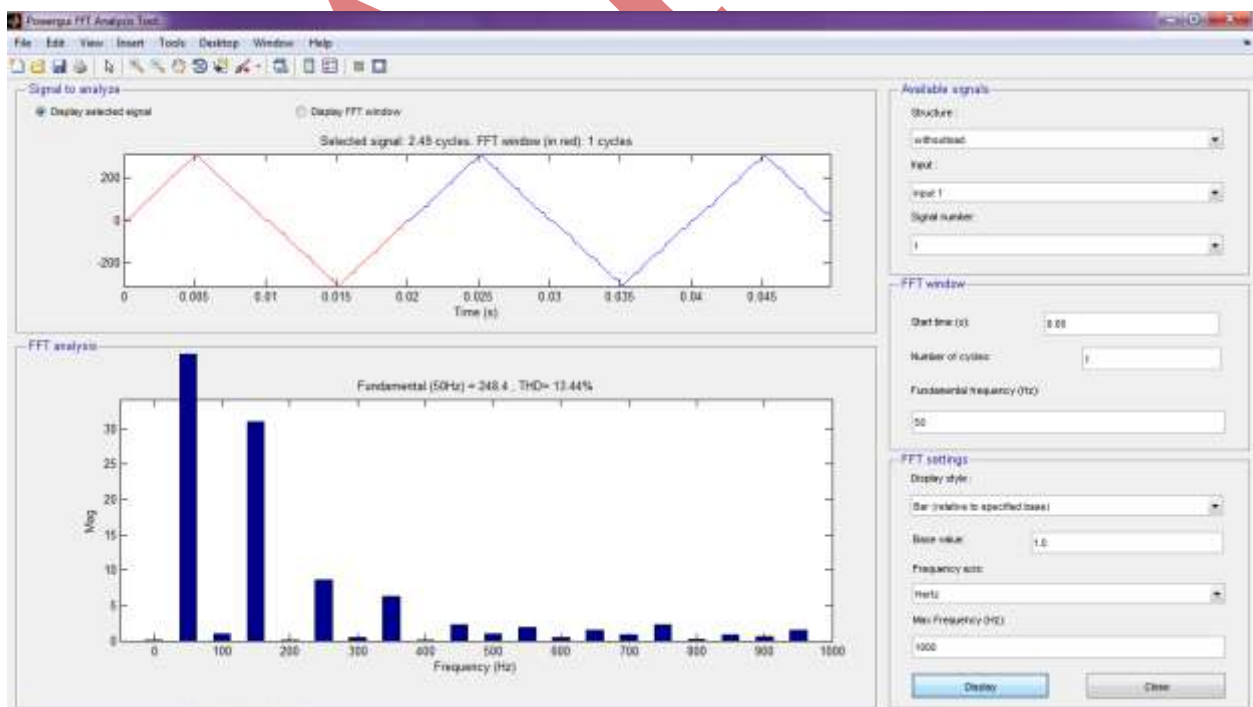 Powergui FFT Analysis Tool
File Edit View Insert Tools Desktop Window Help
Signal to analyze
Display selected signal
Display FFT window
Selected signal: 2.49 cycles. FFT window (in red): 1 cycles
200
0
-200
0 0.005 0.01 0.015 0.02 0.025 0.03 0.035 0.04 0.045
Time (s)
FFT analysis
Fundamental (50Hz) = 248.4 , THD= 13.44%
30
25
20
15
10
5
0
Mag
0 100 200 300 400 500 600 700 800 900 1000
Frequency (Hz)
Available signals
Structure :
Input :
input 1
Signal number:
1
FFT window
Start time (s):
0.00
Number of cycles:
1
Fundamental frequency (Hz):
50
FFT settings
Display style :
Bar (relative to specified base)
Base value:
1.0
Frequency axis:
Hertz
Max Frequency (Hz):
1000
Display
Close